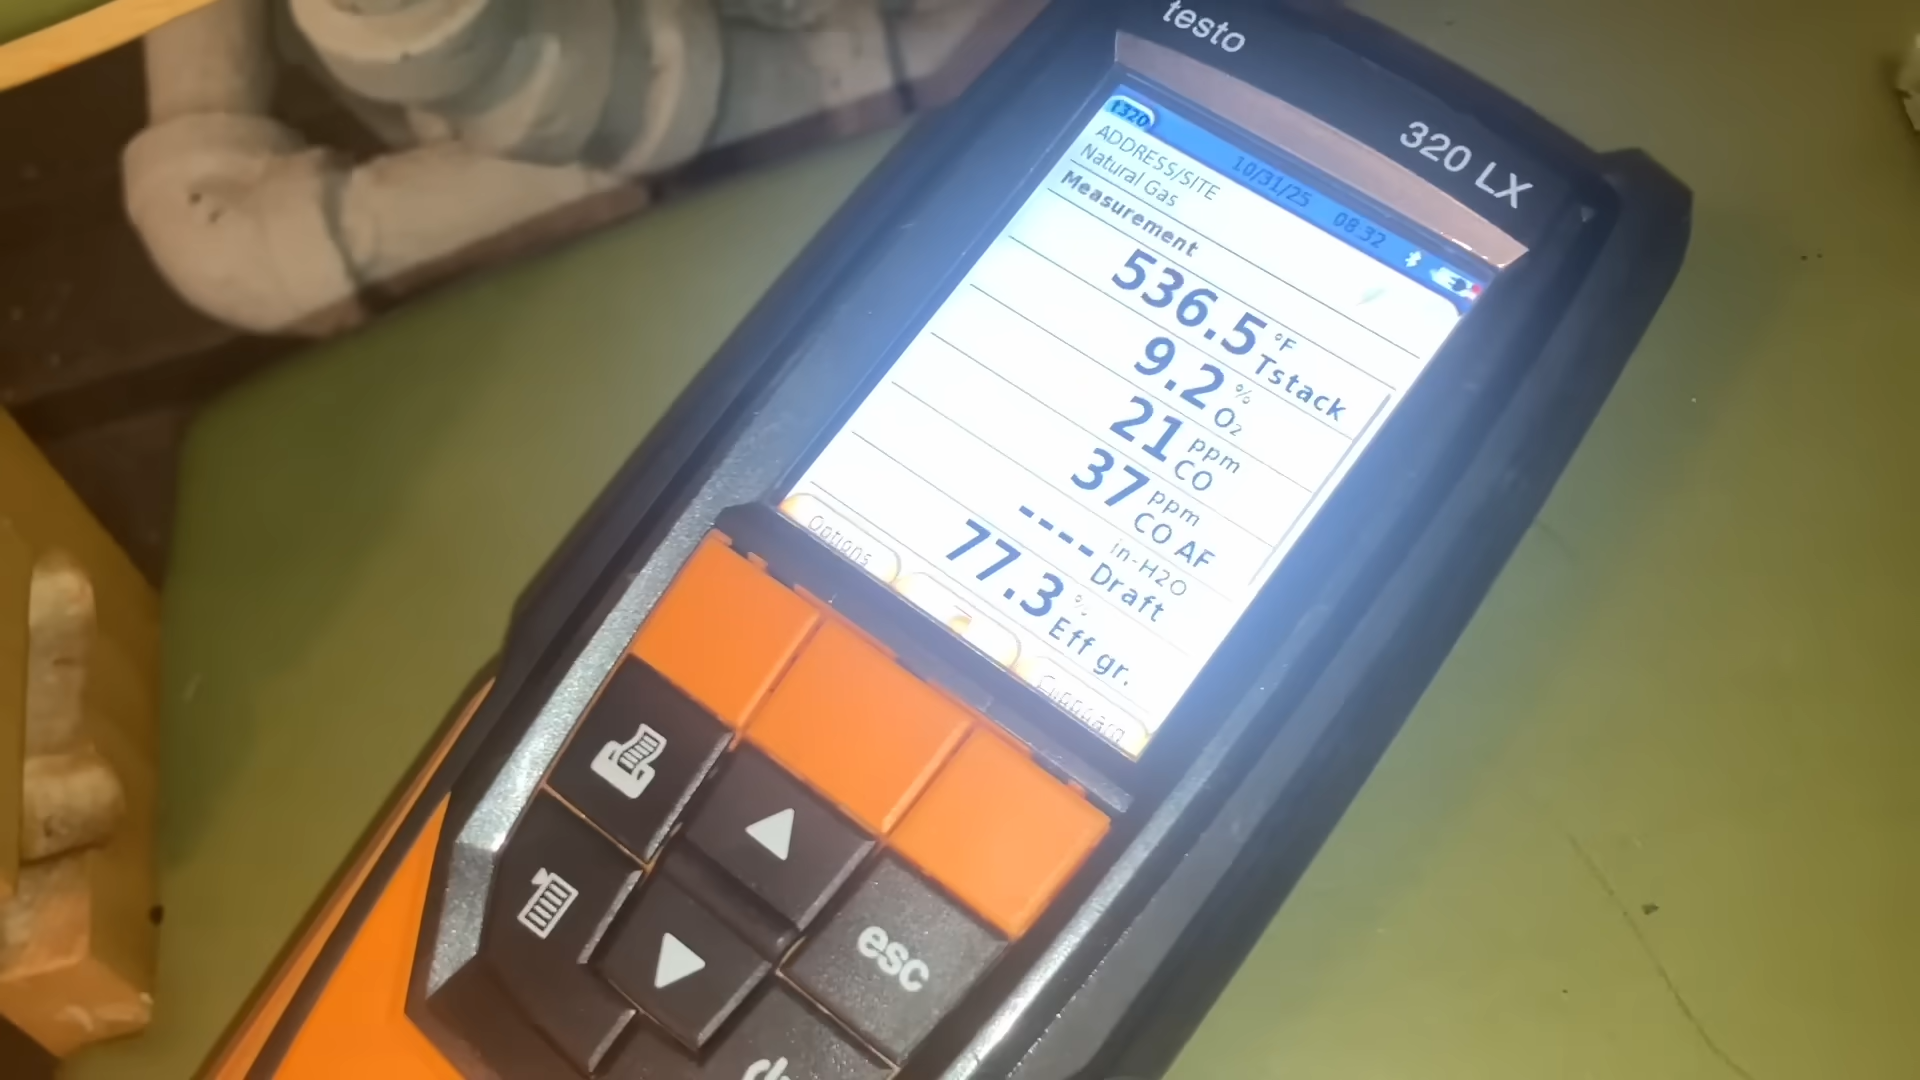 testo
320 LX
t320
10/31/25 08:32
ADDRESS/SITE
Natural Gas
Measurement
536.5 °F Tstack
9.2 % O₂
21 ppm CO
37 ppm CO AF
---- in-H2O Draft
77.3 % Eff gr.
Options
esc